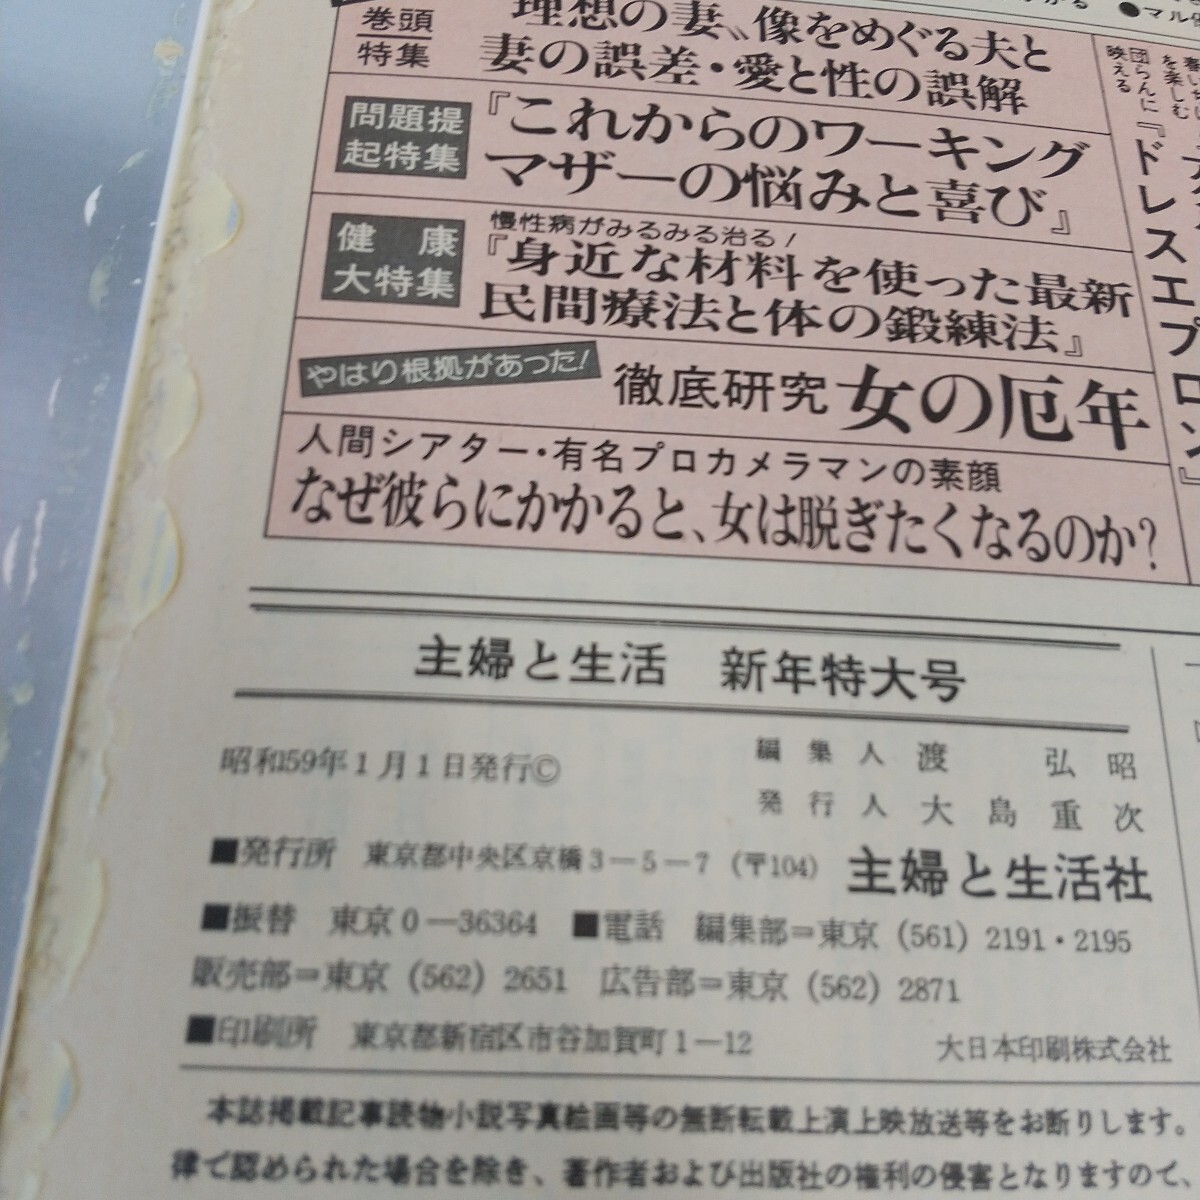 巻頭
特集
理想の妻〟像をめぐる夫と
妻の誤差・愛と性の誤解
問題提
起特集
『これからのワーキング
マザーの悩みと喜び』
健康
大特集
慢性病がみるみる治る!
『身近な材料を使った最新
民間療法と体の鍛練法』
やはり根拠があった!
徹底研究 女の厄年
人間シアター・有名プロカメラマンの素顔
なぜ彼らにかかると、女は脱ぎたくなるのか?
●マル
を楽しむ
団らんに
映える
『ドレスエプロン』
主婦と生活 新年特大号
昭和59年1月1日発行©
編集人 渡 弘昭
発行人 大島重次
■発行所 東京都中央区京橋3―5―7 (〒104) 主婦と生活社
■振替 東京0―36364 ■電話 編集部=東京 (561) 2191・2195
販売部=東京 (562) 2651 広告部=東京 (562) 2871
■印刷所 東京都新宿区市谷加賀町1―12 大日本印刷株式会社
本誌掲載記事読物小説写真絵画等の無断転載上演上映放送等をお断りします。
律で認められた場合を除き、著作者および出版社の権利の侵害となりますので、